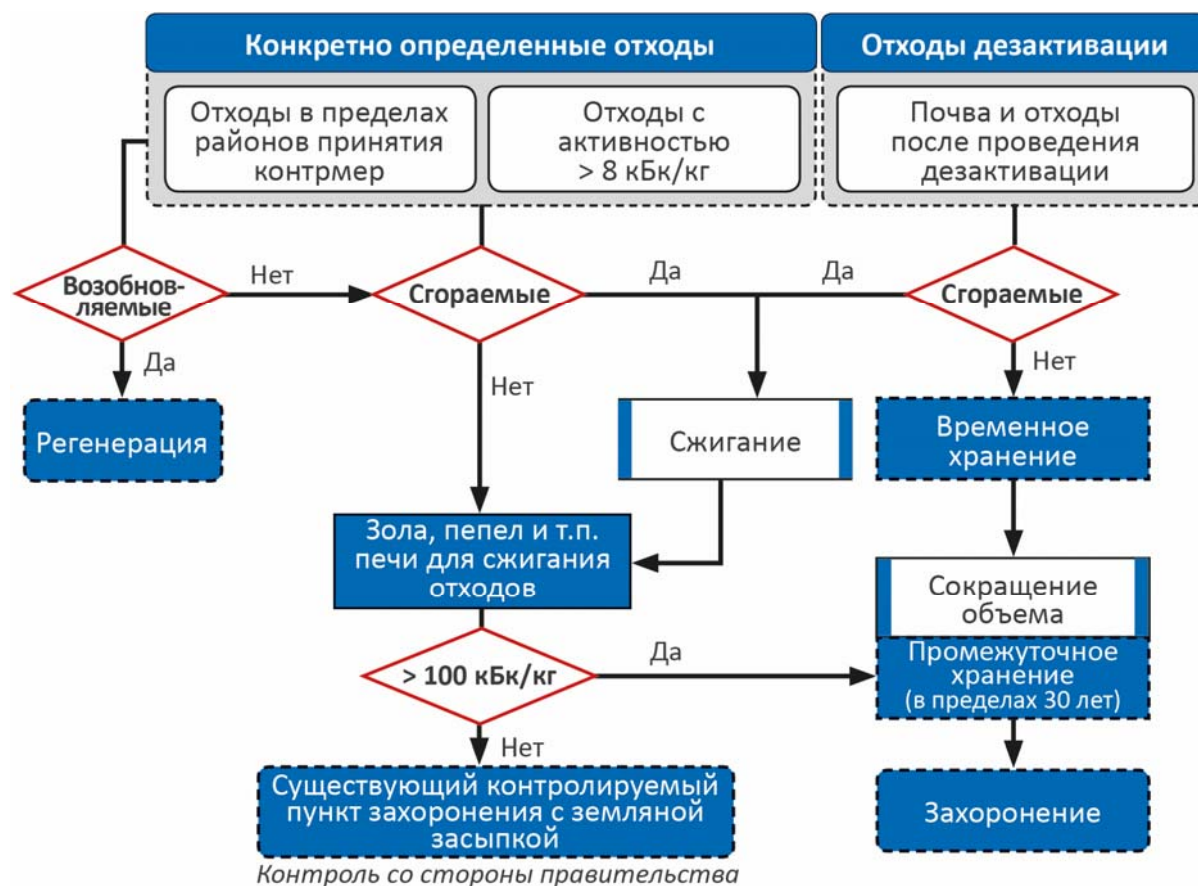 Конкретно определенные отходы
Отходы дезактивации
Отходы в пределах
районов принятия
контрмер
Отходы с
активностью
> 8 кБк/кг
Почва и отходы
после проведения
дезактивации
Возобнов-
ляемые
Нет
Сгораемые
Да
Да
Сгораемые
Да
Нет
Нет
Регенерация
Сжигание
Временное
хранение
Зола, пепел и т.п.
печи для сжигания
отходов
Сокращение
объема
> 100 кБк/кг
Да
Промежуточное
хранение
(в пределах 30 лет)
Нет
Существующий контролируемый
пункт захоронения с земляной
засыпкой
Захоронение
Контроль со стороны правительства